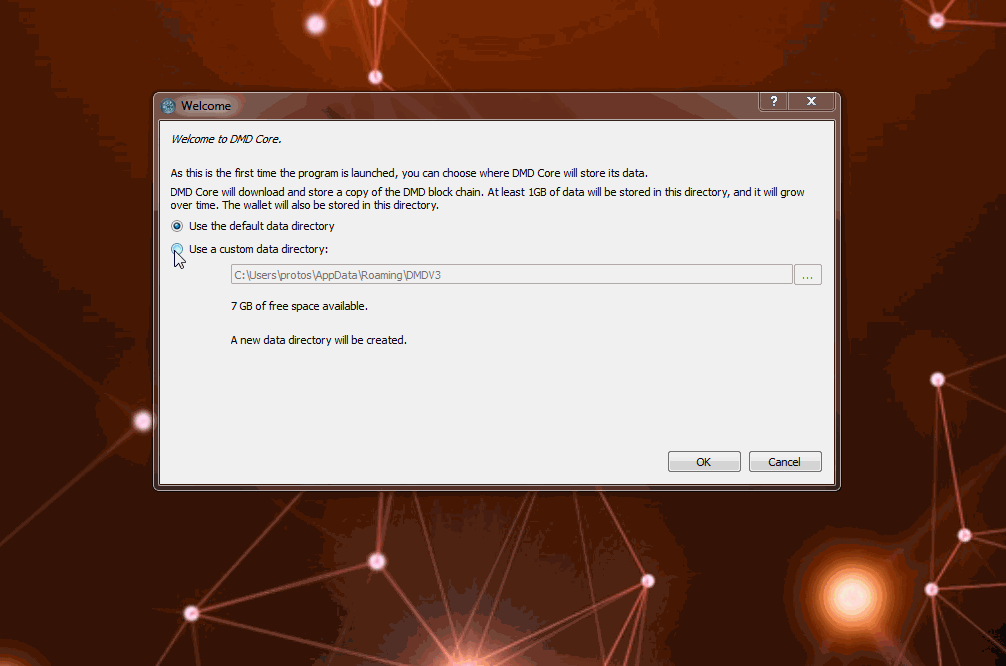 Welcome
?
X
Welcome to DMD Core.
As this is the first time the program is launched, you can choose where DMD Core will store its data.
DMD Core will download and store a copy of the DMD block chain. At least 1GB of data will be stored in this directory, and it will grow
over time. The wallet will also be stored in this directory.
Use the default data directory
Use a custom data directory:
C:\Users\protos\AppData\Roaming\DMDV3
...
7 GB of free space available.
A new data directory will be created.
OK
Cancel